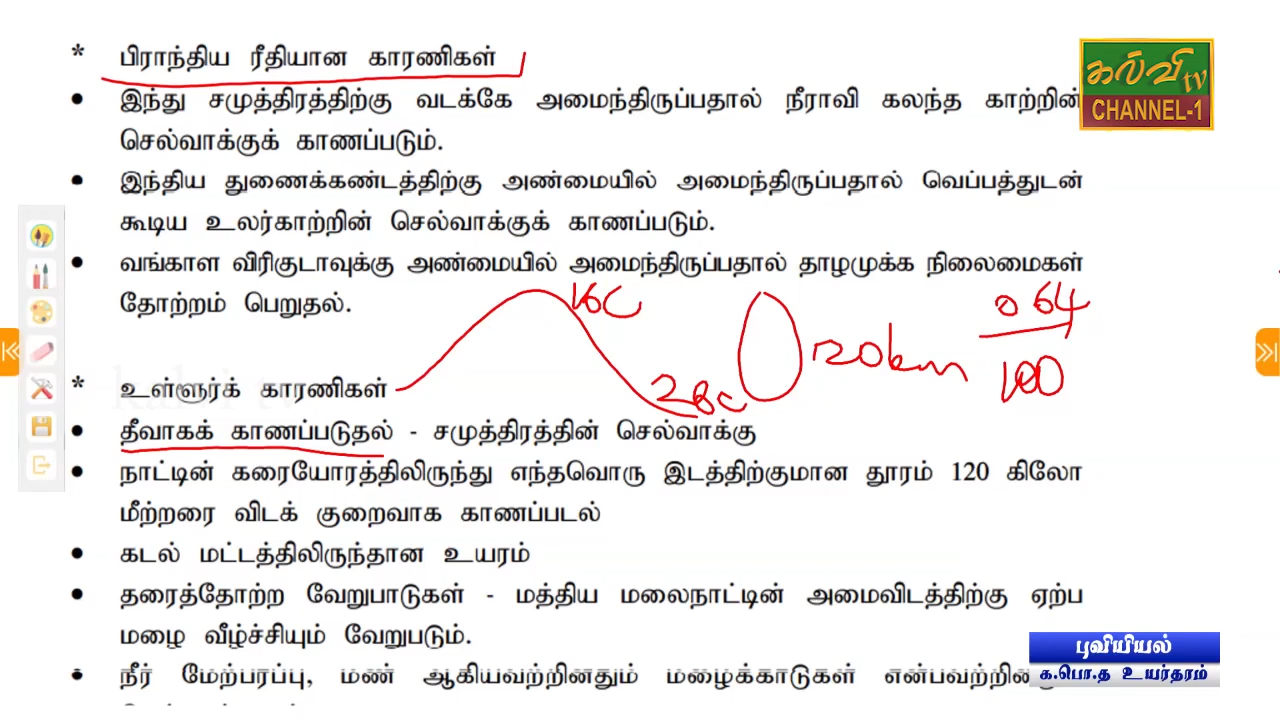 * பிராந்திய ரீதியான காரணிகள்
கல்வி tv
CHANNEL-1
• இந்து சமுத்திரத்திற்கு வடக்கே அமைந்திருப்பதால் நீராவி கலந்த காற்றின்
செல்வாக்குக் காணப்படும்.
• இந்திய துணைக்கண்டத்திற்கு அண்மையில் அமைந்திருப்பதால் வெப்பத்துடன்
கூடிய உலர்காற்றின் செல்வாக்குக் காணப்படும்.
• வங்காள விரிகுடாவுக்கு அண்மையில் அமைந்திருப்பதால் தாழமுக்க நிலைமைகள்
தோற்றம் பெறுதல்.
16C
0 64
120km
100
* உள்ளூர்க் காரணிகள்
28C
• தீவாகக் காணப்படுதல் - சமுத்திரத்தின் செல்வாக்கு
• நாட்டின் கரையோரத்திலிருந்து எந்தவொரு இடத்திற்குமான தூரம் 120 கிலோ
மீற்றரை விடக் குறைவாக காணப்படல்
• கடல் மட்டத்திலிருந்தான உயரம்
• தரைத்தோற்ற வேறுபாடுகள் - மத்திய மலைநாட்டின் அமைவிடத்திற்கு ஏற்ப
மழை வீழ்ச்சியும் வேறுபடும்.
• நீர் மேற்பரப்பு, மண் ஆகியவற்றினதும் மழைக்காடுகள்
புவியியல்
க.பொ.த உயர்தரம்